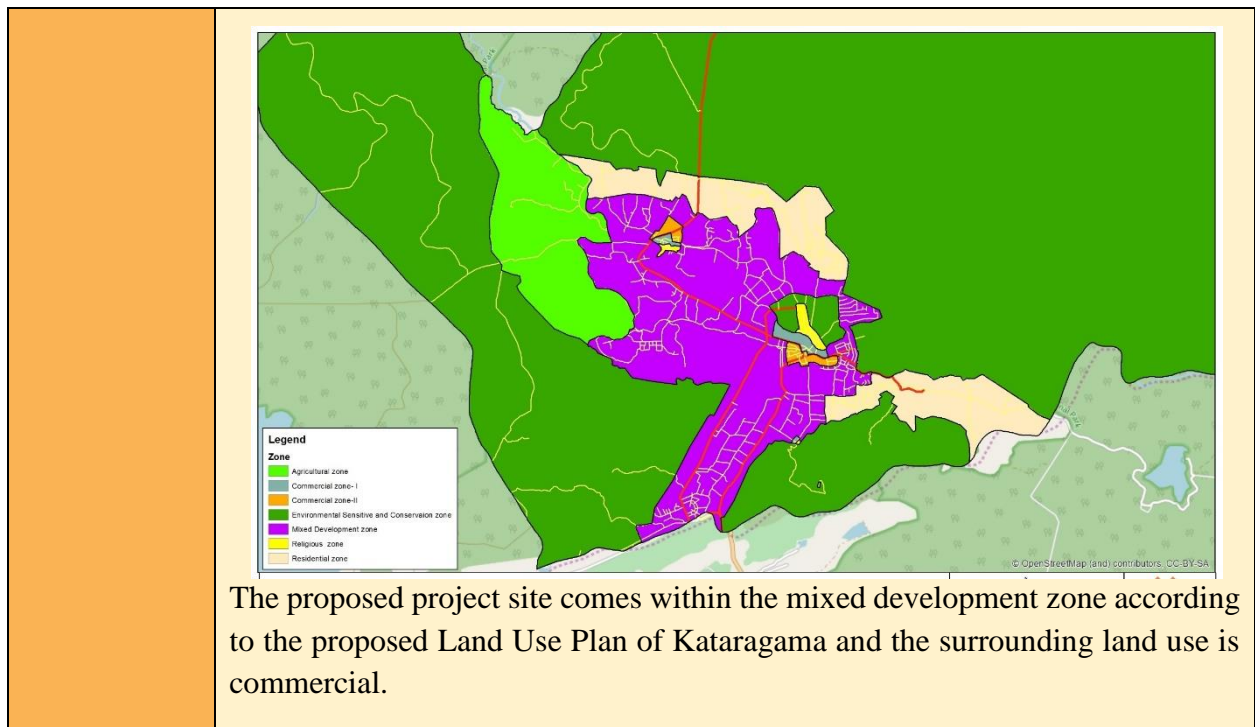 Legend
Zone
Agricultural zone
Commercial zone- I
Commercial zone-II
Environmental Sensitive and Conservaion zone
Mixed Development zone
Religious zone
Residential zone
© OpenStreetMap (and) contributors, CC-BY-SA
The proposed project site comes within the mixed development zone according
to the proposed Land Use Plan of Kataragama and the surrounding land use is
commercial.